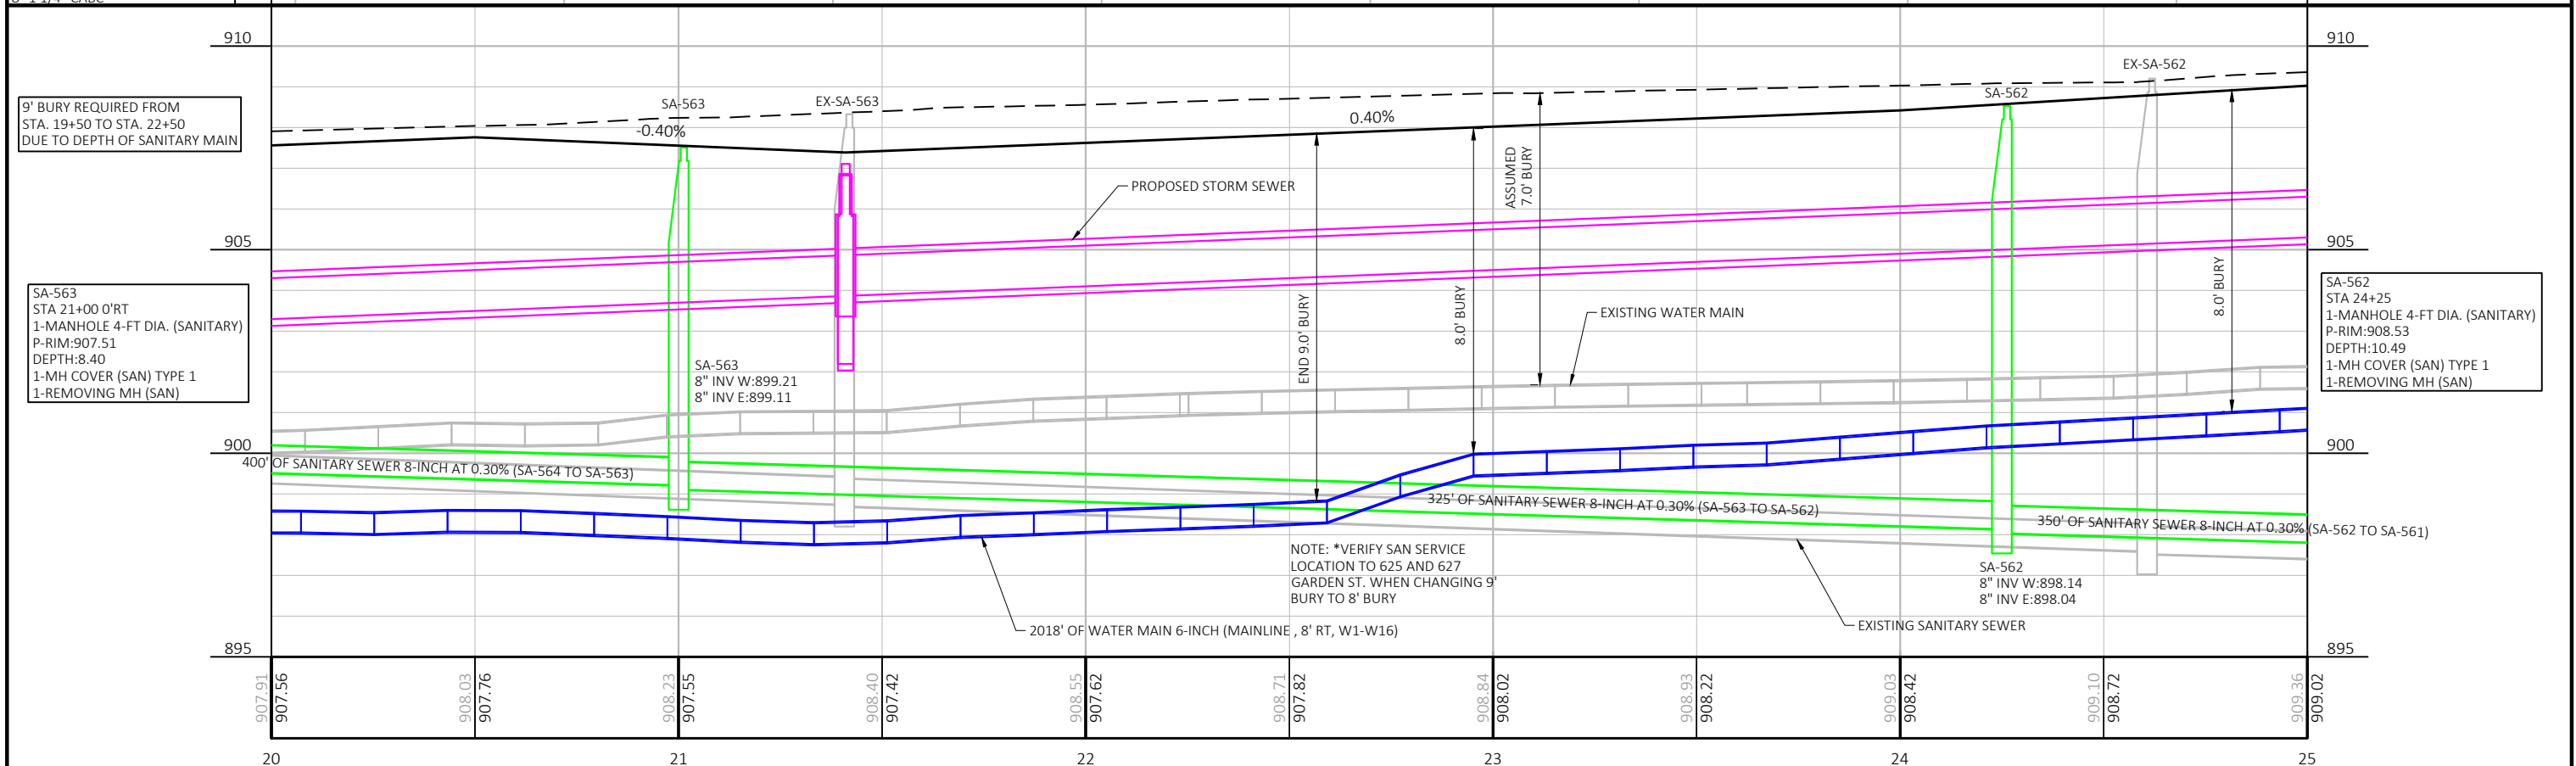 8" 1 1/4" CABC
910
910
EX-SA-562
SA-563
EX-SA-563
SA-562
9' BURY REQUIRED FROM
STA. 19+50 TO STA. 22+50
DUE TO DEPTH OF SANITARY MAIN
-0.40%
0.40%
ASSUMED
7.0' BURY
PROPOSED STORM SEWER
905
905
SA-563
STA 21+00 0'RT
1-MANHOLE 4-FT DIA. (SANITARY)
P-RIM:907.51
DEPTH:8.40
1-MH COVER (SAN) TYPE 1
1-REMOVING MH (SAN)
SA-562
STA 24+25
1-MANHOLE 4-FT DIA. (SANITARY)
P-RIM:908.53
DEPTH:10.49
1-MH COVER (SAN) TYPE 1
1-REMOVING MH (SAN)
END 9.0' BURY
8.0' BURY
8.0' BURY
EXISTING WATER MAIN
SA-563
8" INV W:899.21
8" INV E:899.11
900
900
400' OF SANITARY SEWER 8-INCH AT 0.30% (SA-564 TO SA-563)
325' OF SANITARY SEWER 8-INCH AT 0.30% (SA-563 TO SA-562)
350' OF SANITARY SEWER 8-INCH AT 0.30% (SA-562 TO SA-561)
NOTE: *VERIFY SAN SERVICE
LOCATION TO 625 AND 627
GARDEN ST. WHEN CHANGING 9'
BURY TO 8' BURY
SA-562
8" INV W:898.14
8" INV E:898.04
2018' OF WATER MAIN 6-INCH (MAINLINE , 8' RT, W1-W16)
EXISTING SANITARY SEWER
895
895
907.91
907.56
908.03
907.76
908.23
907.55
908.40
907.42
908.55
907.62
908.71
907.82
908.84
908.02
908.93
908.22
909.03
908.42
909.10
908.72
909.36
909.02
20
21
22
23
24
25